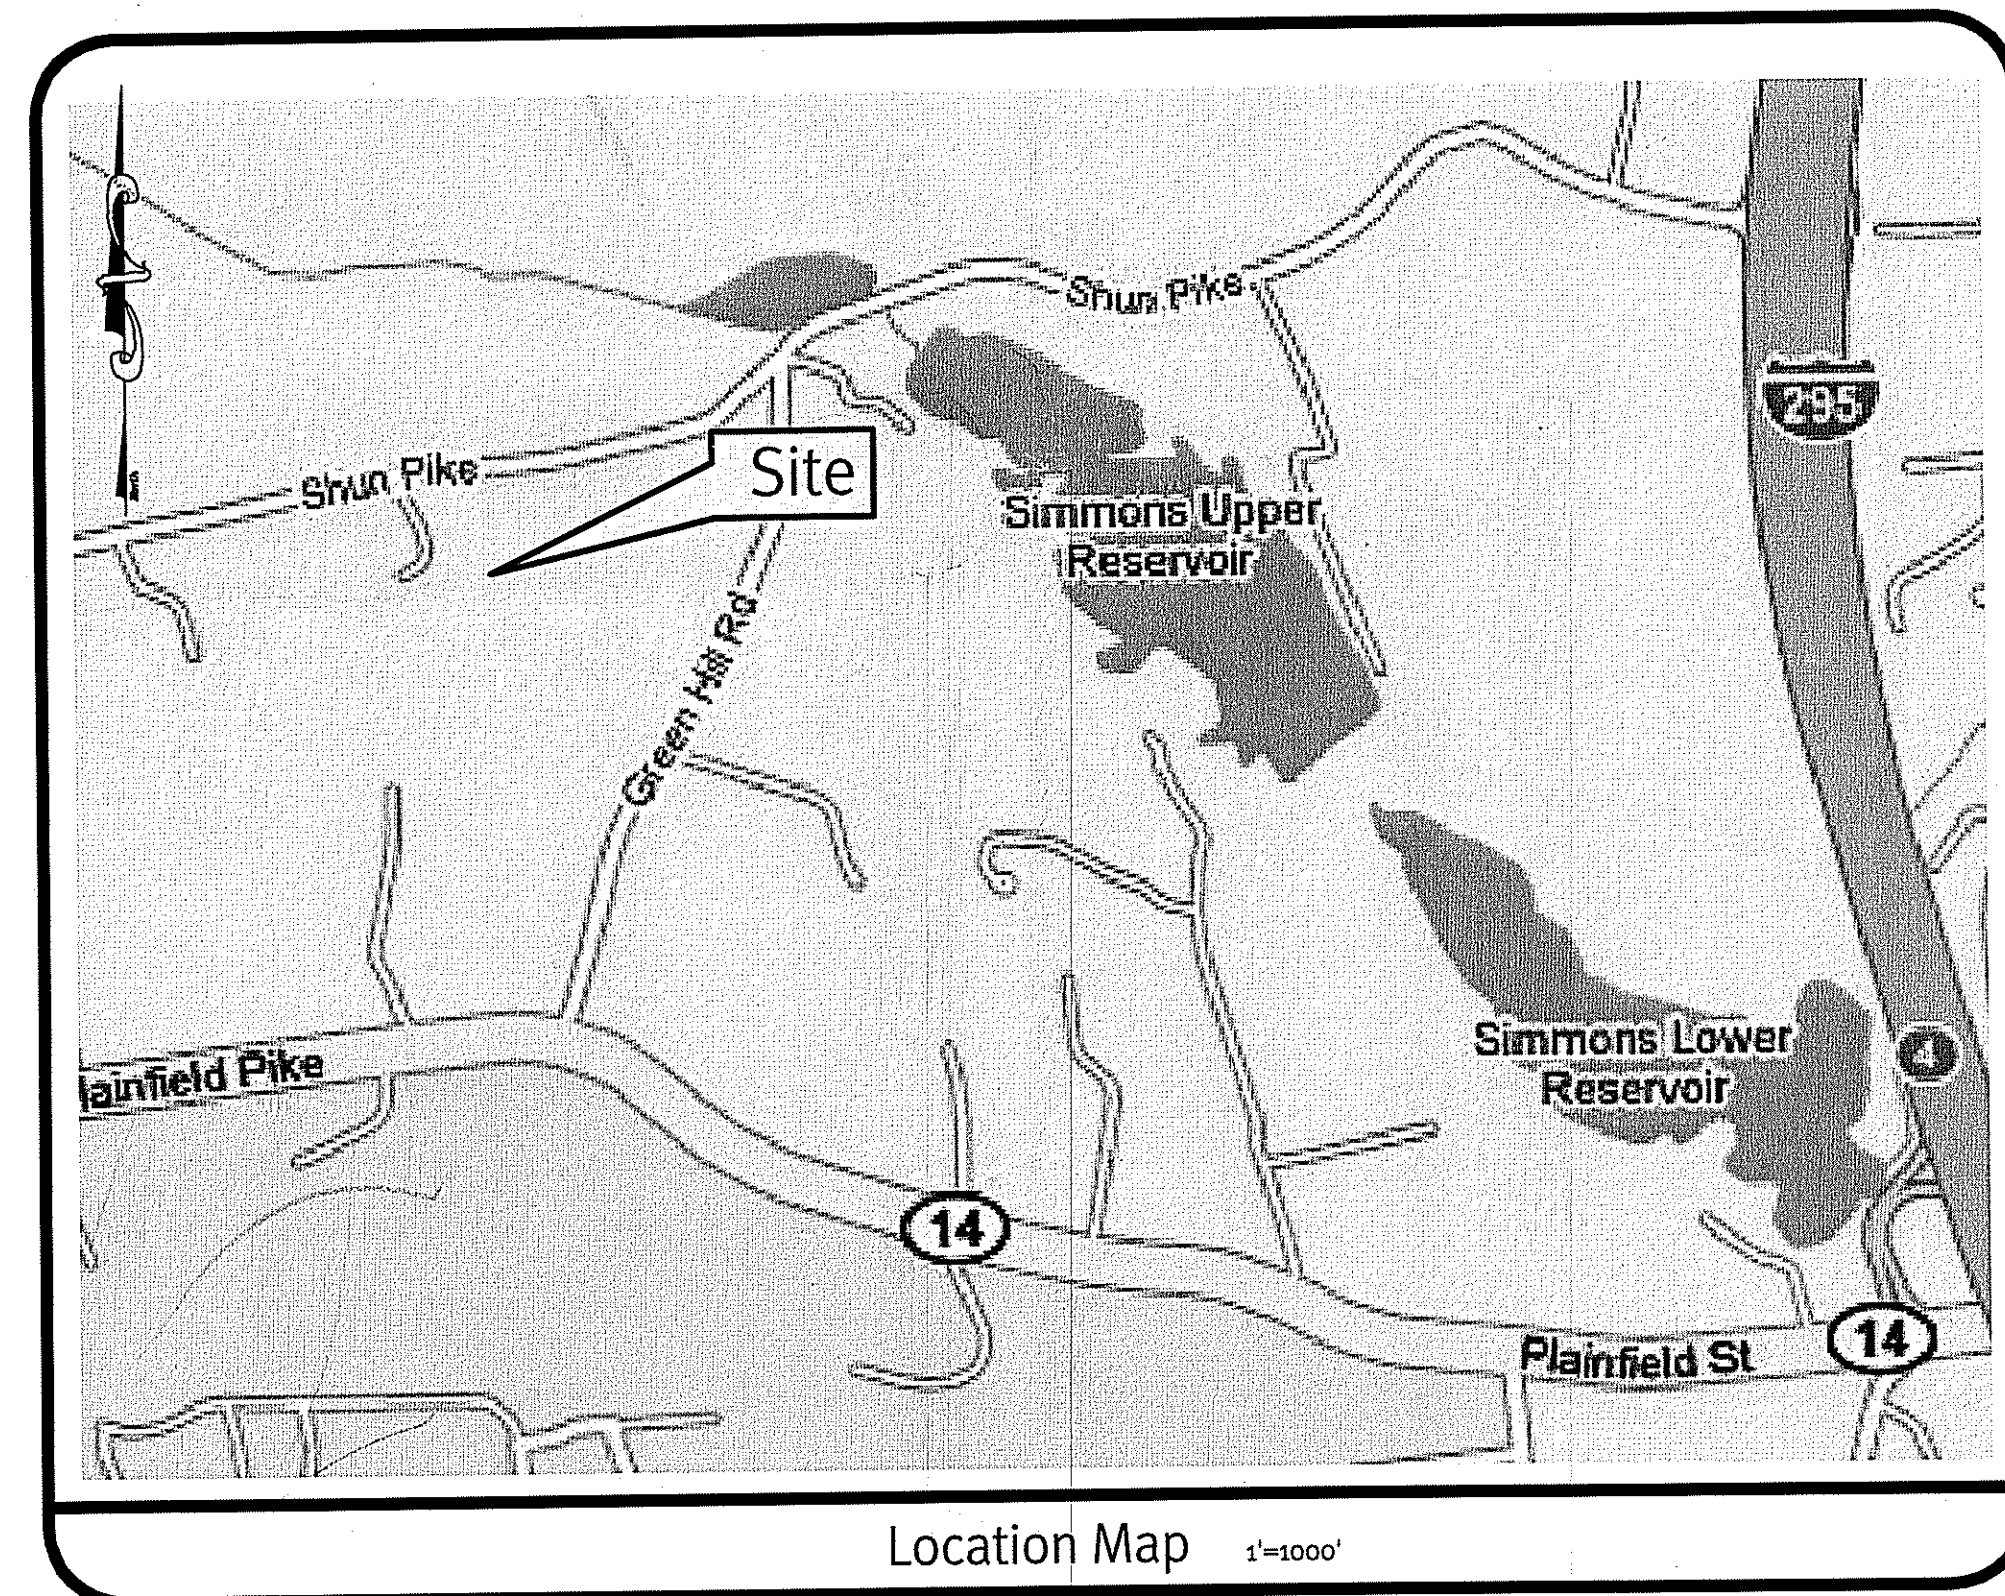 Shun Pike
295
Shun Pike
Site
Simmons Upper
Reservoir
Green Hill Rd
Simmons Lower
Reservoir
4
lainfield Pike
14
Plainfield St
14
Location Map 1'=1000'